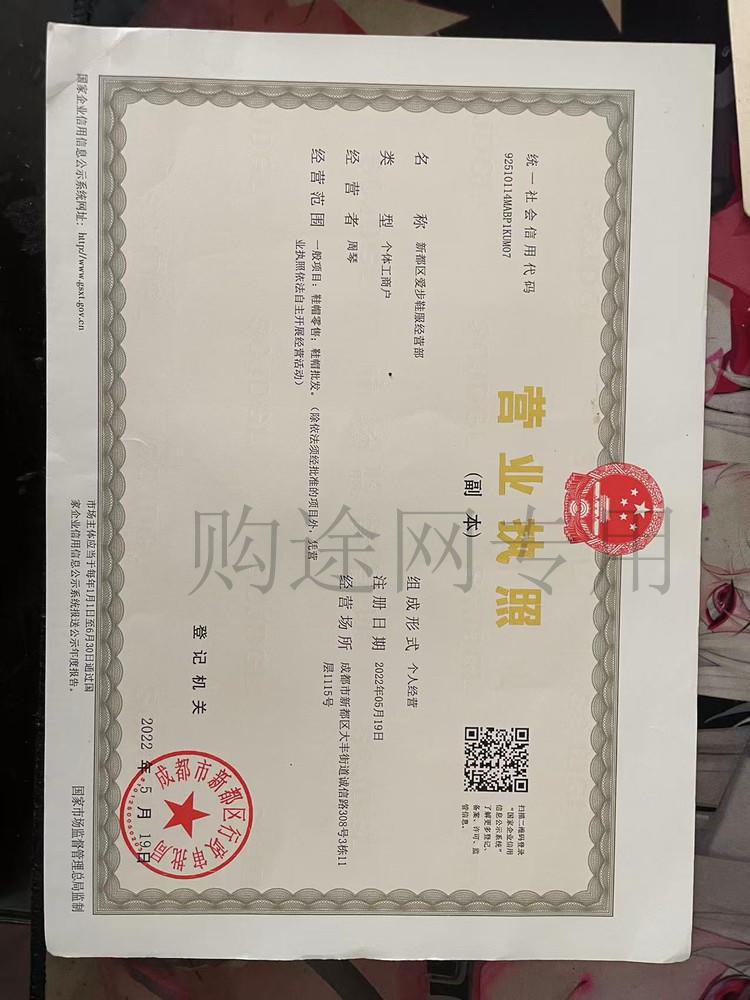 统一社会信用代码
92510114MABP1KUM07
营业执照
(副 本)
扫描二维码登录
“国家企业信用
信息公示系统”
了解更多登记、
备案、许可、监
管信息。
名 称 新都区爱步鞋服经营部
类 型 个体工商户
经 营 者 周琴
经 营 范 围 一般项目：鞋帽零售；鞋帽批发。（除依法须经批准的项目外，凭营
业执照依法自主开展经营活动）
组 成 形 式 个人经营
注 册 日 期 2022年05月19日
经 营 场 所 成都市新都区大丰街道诚信路308号3栋11
层1115号
登 记 机 关
成都市新都区行政审批局
2022 年 5 月 19日
国家企业信用信息公示系统网址：http://www.gsxt.gov.cn
市场主体应当于每年1月1日至6月30日通过国
家企业信用信息公示系统报送公示年度报告。
国家市场监督管理总局监制
购途网专用